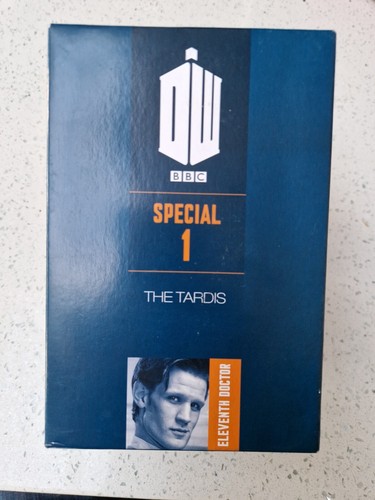 DW
BBC
SPECIAL
1
THE TARDIS
ELEVENTH DOCTOR